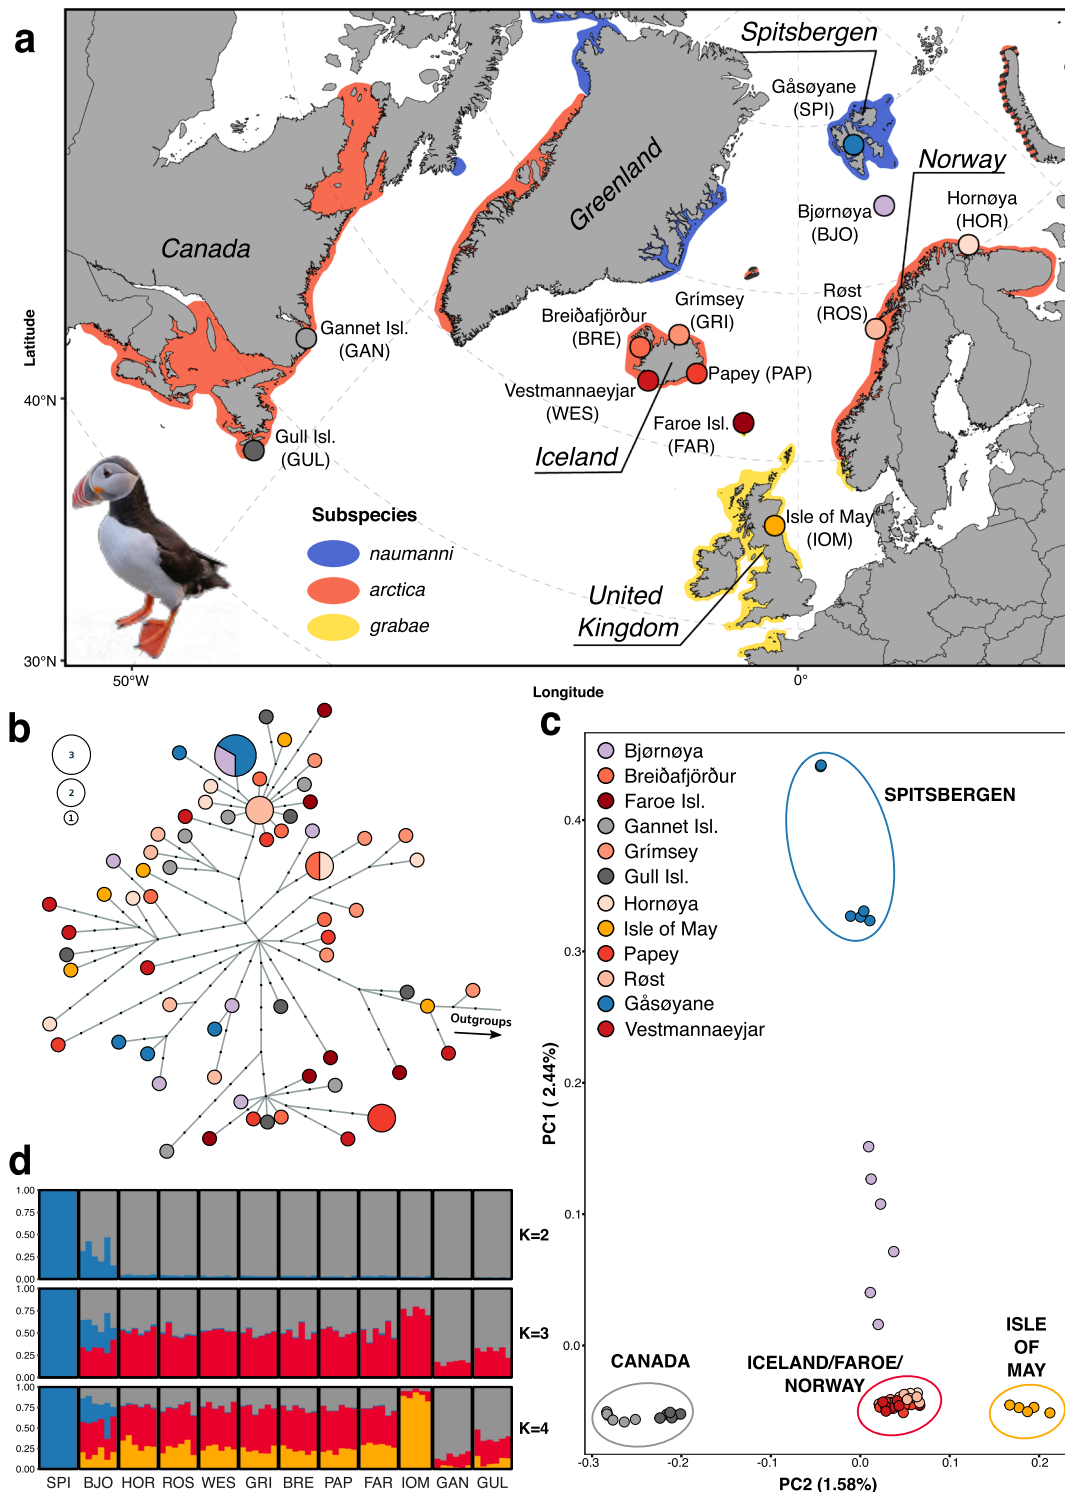 a
Spitsbergen
Gåsøyane
(SPI)
Norway
Hornøya
(HOR)
Bjørnøya
(BJO)
Greenland
Canada
Røst
(ROS)
Grímsey
(GRI)
Breiðafjörður
(BRE)
Gannet Isl.
(GAN)
Papey (PAP)
Vestmannaeyjar
(WES)
Faroe Isl.
(FAR)
Gull Isl.
(GUL)
Iceland
Isle of May
(IOM)
United
Kingdom
Subspecies
naumanni
arctica
grabae
Latitude
40°N
30°N
50°W
0°
Longitude
b
3
2
1
Outgroups
c
Bjørnøya
Breiðafjörður
Faroe Isl.
Gannet Isl.
Grímsey
Gull Isl.
Hornøya
Isle of May
Papey
Røst
Gåsøyane
Vestmannaeyjar
SPITSBERGEN
CANADA
ICELAND/FAROE/
NORWAY
ISLE
OF
MAY
PC1 ( 2.44%)
0.4
0.3
0.2
0.1
0.0
-0.3
-0.2
-0.1
0.0
0.1
0.2
PC2 (1.58%)
d
1.00
0.75
0.50
0.25
0.00
K=2
1.00
0.75
0.50
0.25
0.00
K=3
1.00
0.75
0.50
0.25
0.00
K=4
SPI BJO HOR ROS WES GRI BRE PAP FAR IOM GAN GUL